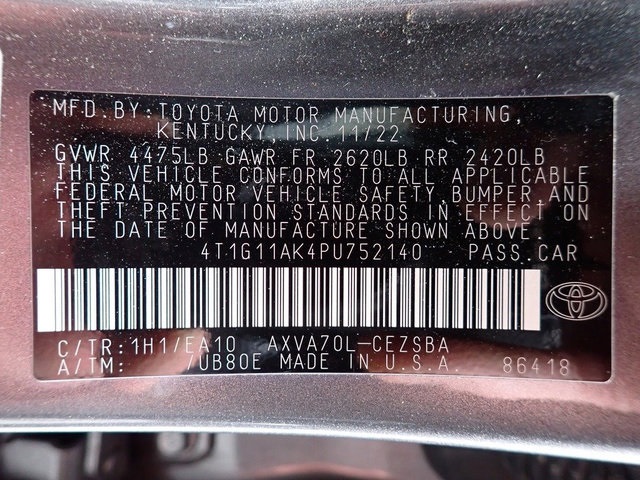 MFD.BY:TOYOTA MOTOR MANUFACTURING,
KENTUCKY,INC. 11/22
GVWR 4475LB GAWR FR 2620LB RR 2420LB
THIS VEHICLE CONFORMS TO ALL APPLICABLE
FEDERAL MOTOR VEHICLE SAFETY,BUMPER,AND
THEFT PREVENTION STANDARDS IN EFFECT ON
THE DATE OF MANUFACTURE SHOWN ABOVE.
4T1G11AK4PU752140 PASS.CAR
C/TR:1H1/EA10 AXVA70L-CEZSBA
A/TM: /UB80E MADE IN U.S.A. 86418